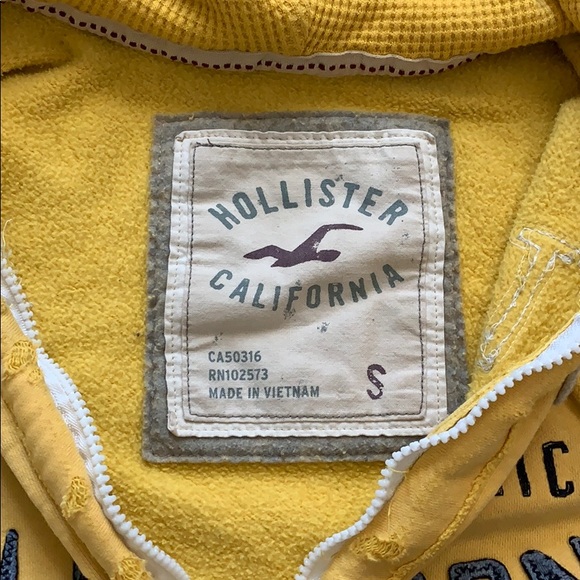 HOLLISTER
CALIFORNIA
CA50316
RN102573
MADE IN VIETNAM
S